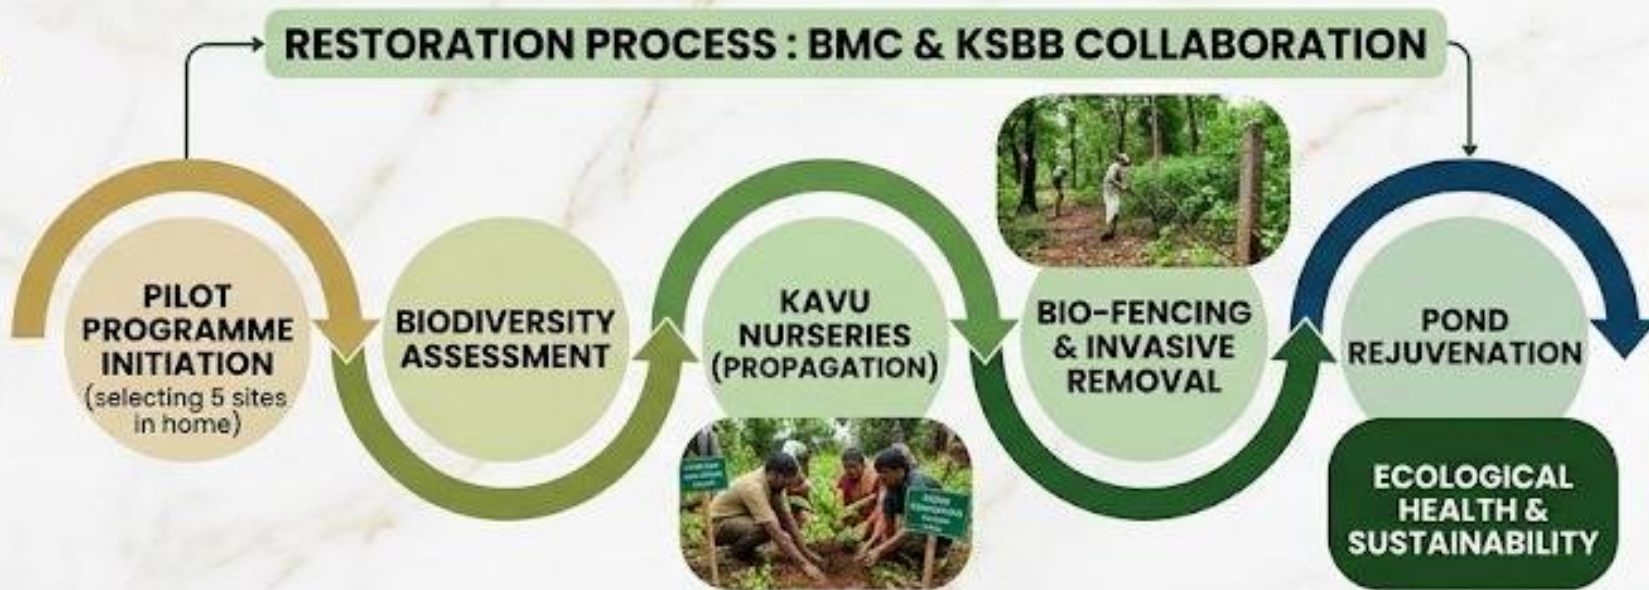 RESTORATION PROCESS : BMC & KSBB COLLABORATION
PILOT
PROGRAMME
INITIATION
(selecting 5 sites
in home)
BIODIVERSITY
ASSESSMENT
KAVU
NURSERIES
(PROPAGATION)
BIO-FENCING
& INVASIVE
REMOVAL
POND
REJUVENATION
ECOLOGICAL
HEALTH &
SUSTAINABILITY